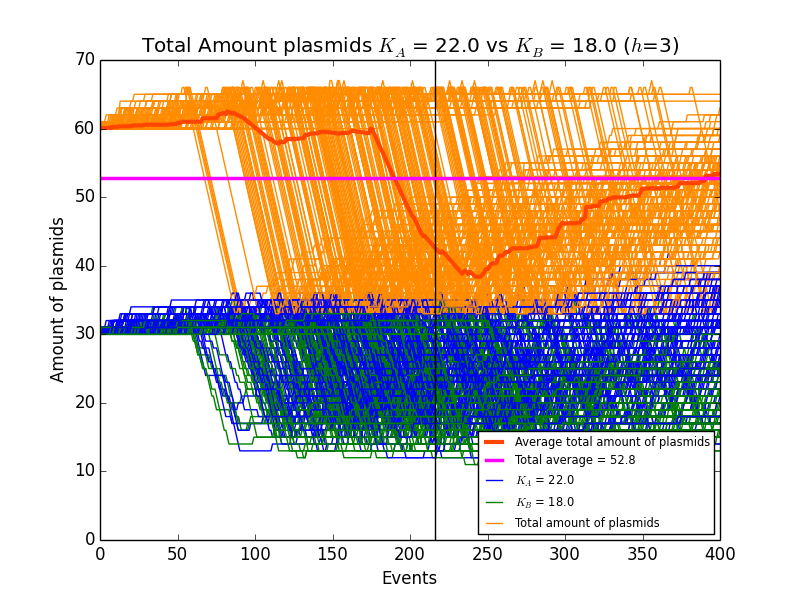 Total Amount plasmids K_A = 22.0 vs K_B = 18.0 (h=3)
70
60
50
40
30
20
10
0
Amount of plasmids
Average total amount of plasmids
Total average = 52.8
K_A = 22.0
K_B = 18.0
Total amount of plasmids
0 50 100 150 200 250 300 350 400
Events